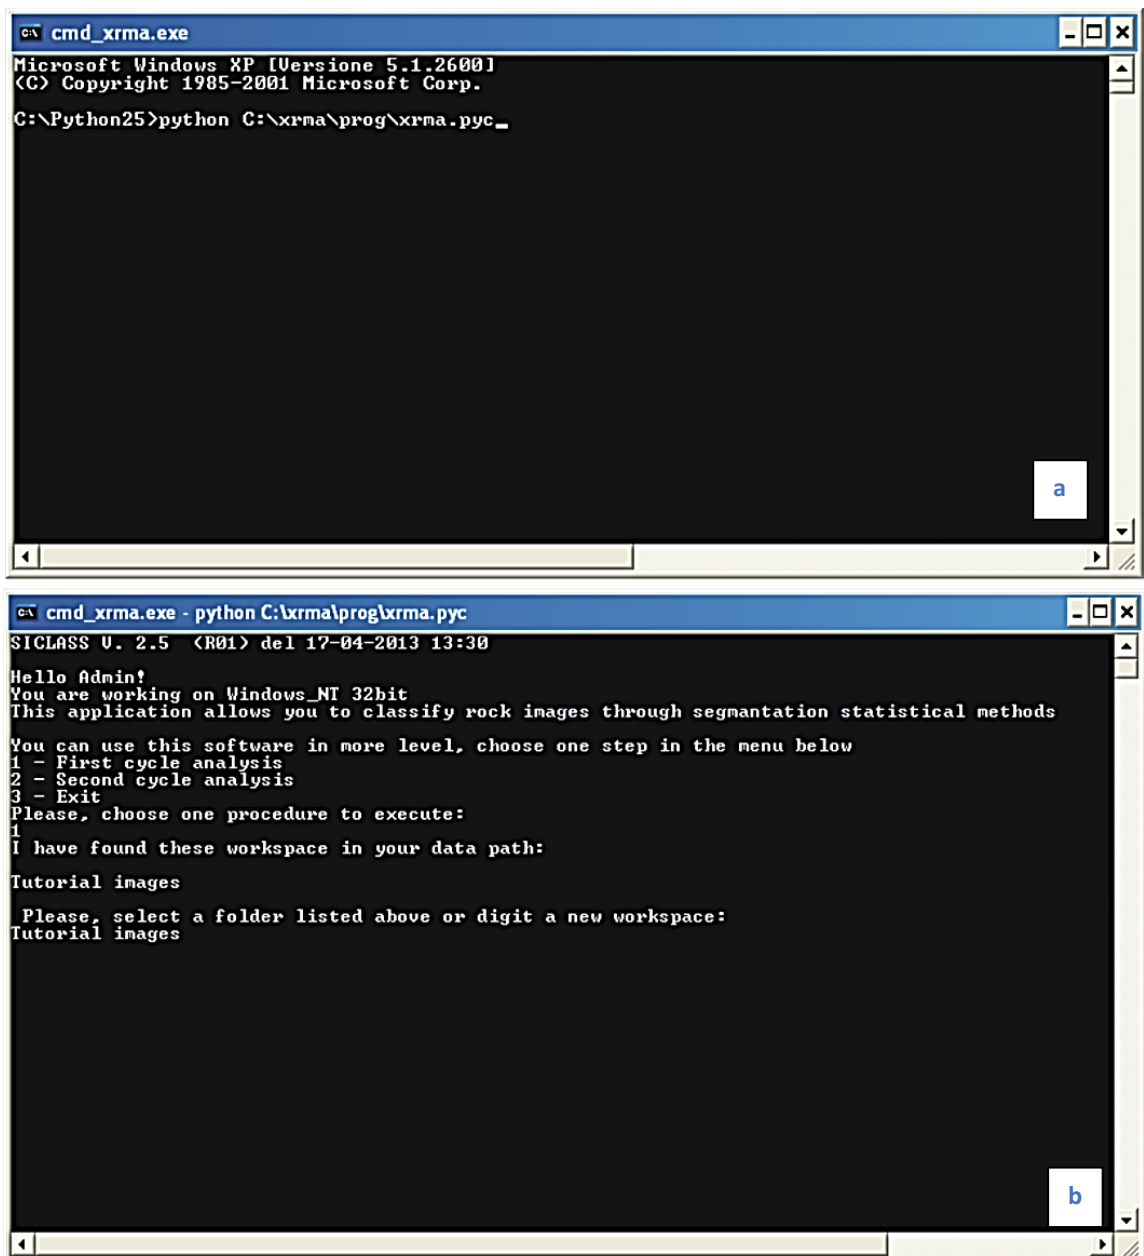 cmd_xrma.exe
Microsoft Windows XP [Versione 5.1.2600]
(C) Copyright 1985-2001 Microsoft Corp.
C:\Python25>python C:\xrma\prog\xrma.pyc_
a
cmd_xrma.exe - python C:\xrma\prog\xrma.pyc
SICLASS V. 2.5  (R01) del 17-04-2013 13:30
Hello Admin!
You are working on Windows_NT 32bit
This application allows you to classify rock images through segmantation statistical methods
You can use this software in more level, choose one step in the menu below
1 - First cycle analysis
2 - Second cycle analysis
3 - Exit
Please, choose one procedure to execute:
1
I have found these workspace in your data path:
Tutorial images
Please, select a folder listed above or digit a new workspace:
Tutorial images
b